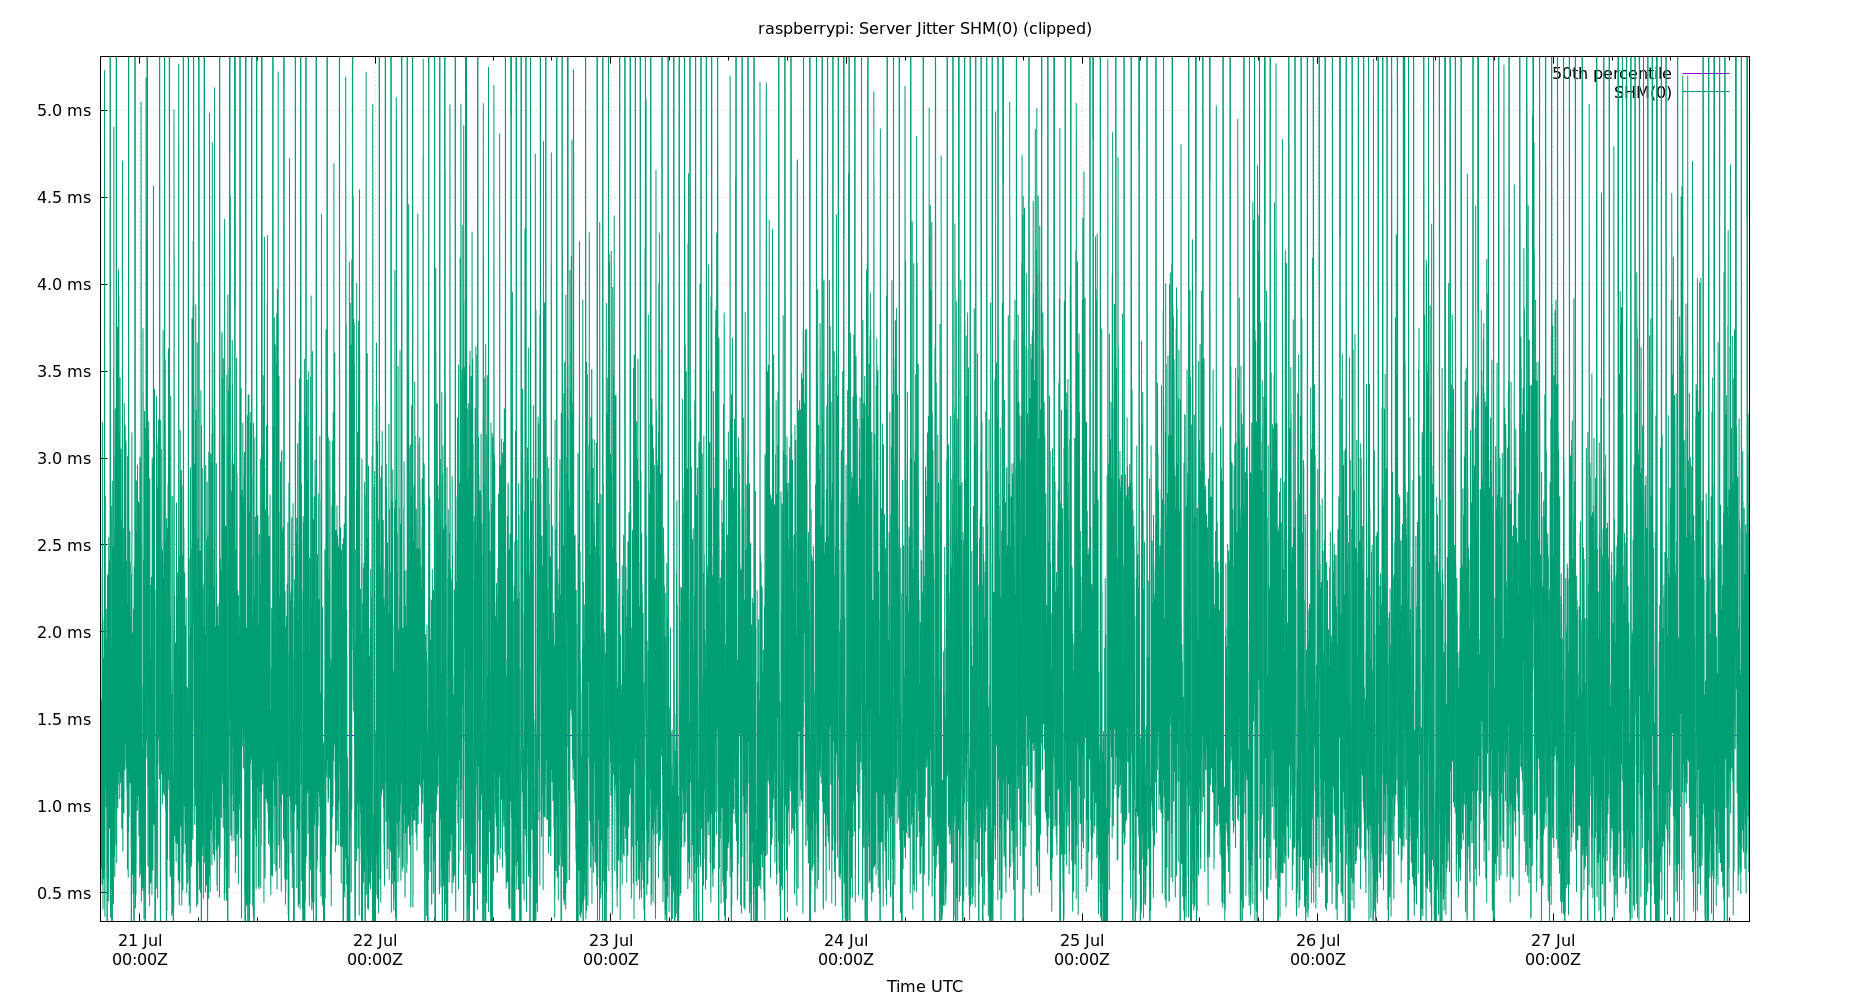 raspberrypi: Server Jitter SHM(0) (clipped)
50th percentile
SHM(0)
5.0 ms
4.5 ms
4.0 ms
3.5 ms
3.0 ms
2.5 ms
2.0 ms
1.5 ms
1.0 ms
0.5 ms
21 Jul 22 Jul 23 Jul 24 Jul 25 Jul 26 Jul 27 Jul
00:00Z 00:00Z 00:00Z 00:00Z 00:00Z 00:00Z 00:00Z
Time UTC